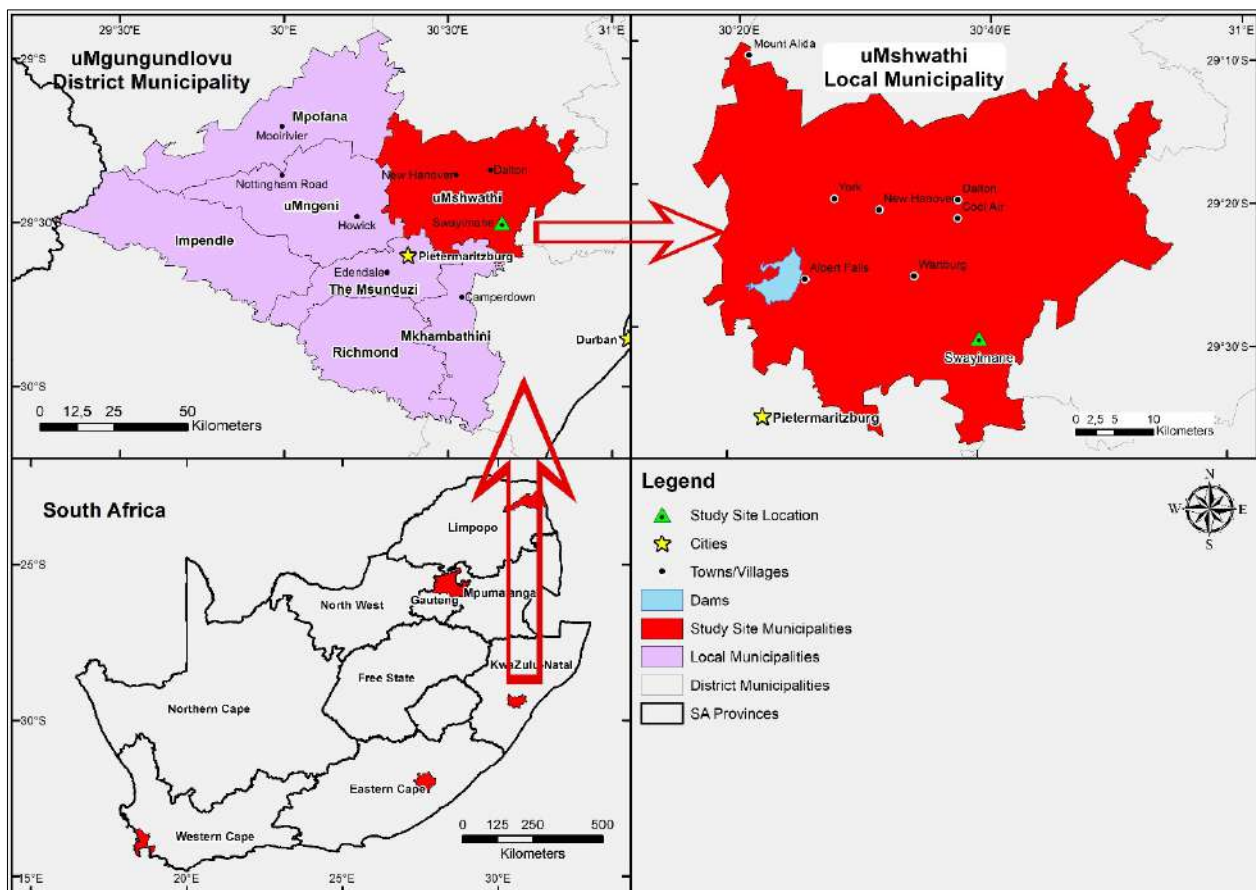 29°30'E
30°E
30°30'E
31°E
uMgungundlovu
District Municipality
29°S
Mpofana
Mooirivier
Nottingham Road
New Hanover
Dalton
uMngeni
uMshwathi
29°30'S
Howick
Swayimane
Impendle
Pietermaritzburg
Edendale
The Msunduzi
Camperdown
Mkhambathini
Richmond
Durban
30°S
0 12,5 25 50
Kilometers
30°20'E
30°40'E
Mount Alida
uMshwathi
Local Municipality
29°10'S
York
New Hanover
Dalton
Cool Air
29°20'S
Albert Falls
Wartburg
29°30'S
Swayimane
Pietermaritzburg
0 2,5 5 10
Kilometers
South Africa
Limpopo
25°S
North West
Gauteng
Mpumalanga
KwaZulu-Natal
Free State
Northern Cape
30°S
Eastern Cape
Western Cape
0 125 250 500
Kilometers
15°E
20°E
25°E
30°E
Legend
Study Site Location
Cities
Towns/Villages
Dams
Study Site Municipalities
Local Municipalities
District Municipalities
SA Provinces
N
W E
S